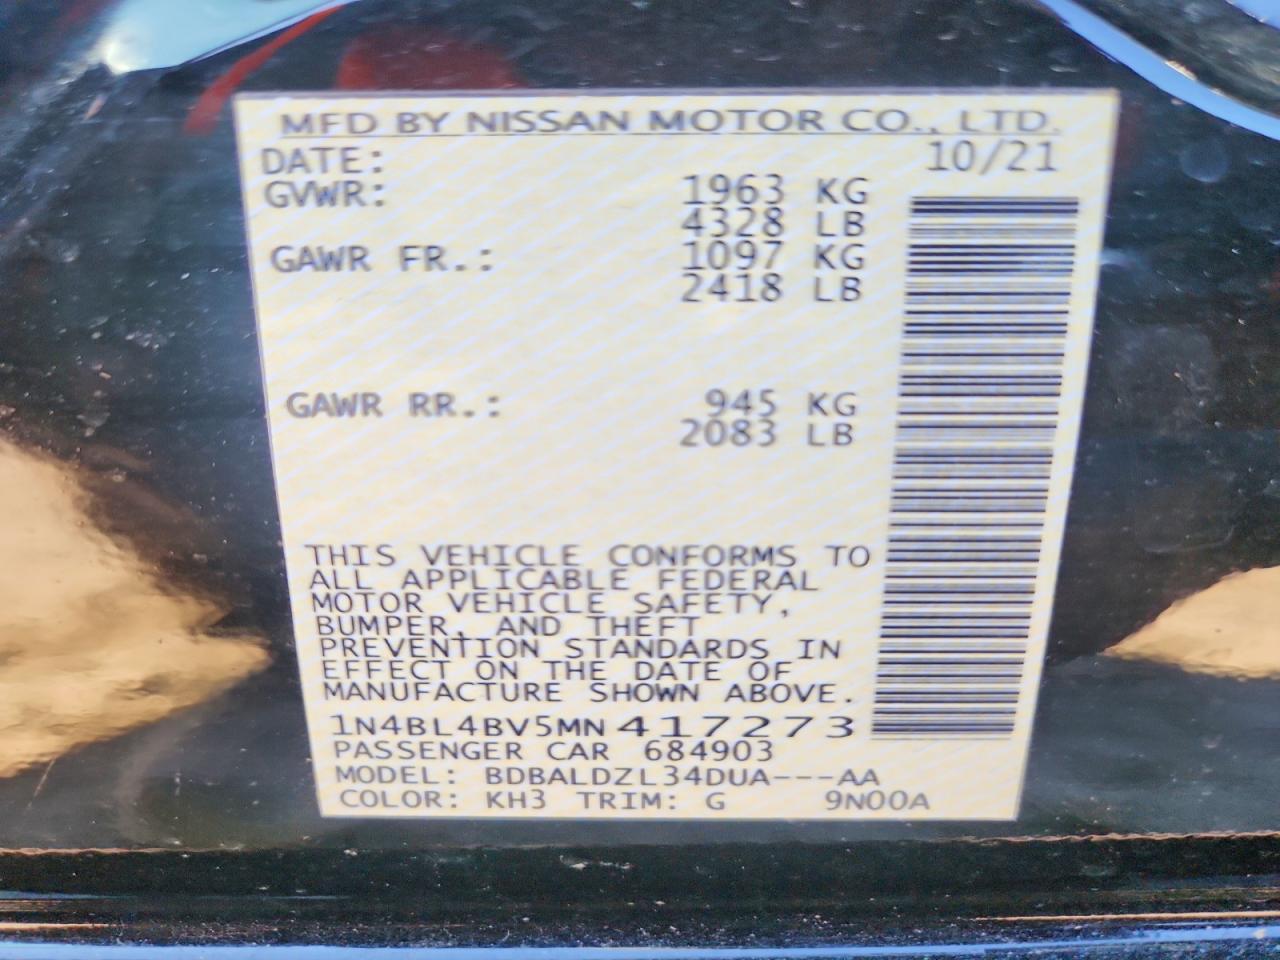 MFD BY NISSAN MOTOR CO., LTD.
DATE: 10/21
GVWR: 1963 KG
4328 LB
GAWR FR.: 1097 KG
2418 LB
GAWR RR.: 945 KG
2083 LB
THIS VEHICLE CONFORMS TO
ALL APPLICABLE FEDERAL
MOTOR VEHICLE SAFETY,
BUMPER, AND THEFT
PREVENTION STANDARDS IN
EFFECT ON THE DATE OF
MANUFACTURE SHOWN ABOVE.
1N4BL4BV5MN417273
PASSENGER CAR 684903
MODEL: BDBALDZL34DUA---AA
COLOR: KH3 TRIM: G 9N00A